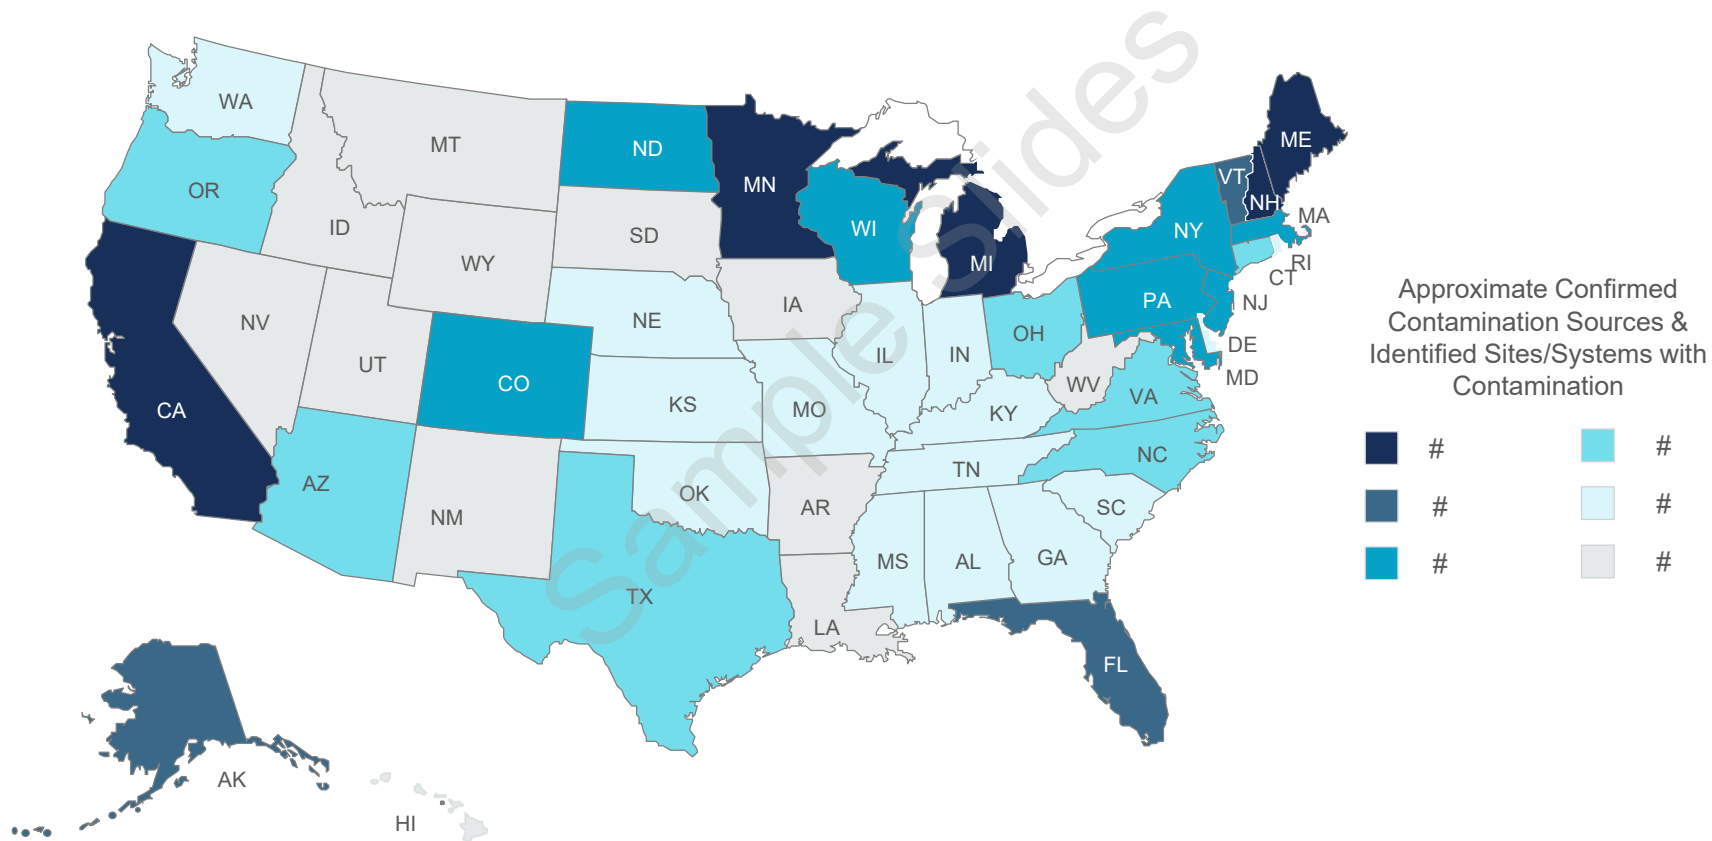 WA
MT
ND
MN
ME
VT
NH
MA
OR
ID
SD
WI
NY
RI
WY
MI
CT
NV
UT
IA
NE
PA
NJ
CO
IL
IN
OH
DE
MD
CA
KS
MO
KY
WV
VA
AZ
NM
OK
AR
TN
NC
SC
MS
AL
GA
TX
LA
FL
AK
HI
Sample Slides
Approximate Confirmed
Contamination Sources &
Identified Sites/Systems with
Contamination
# #
# #
# #